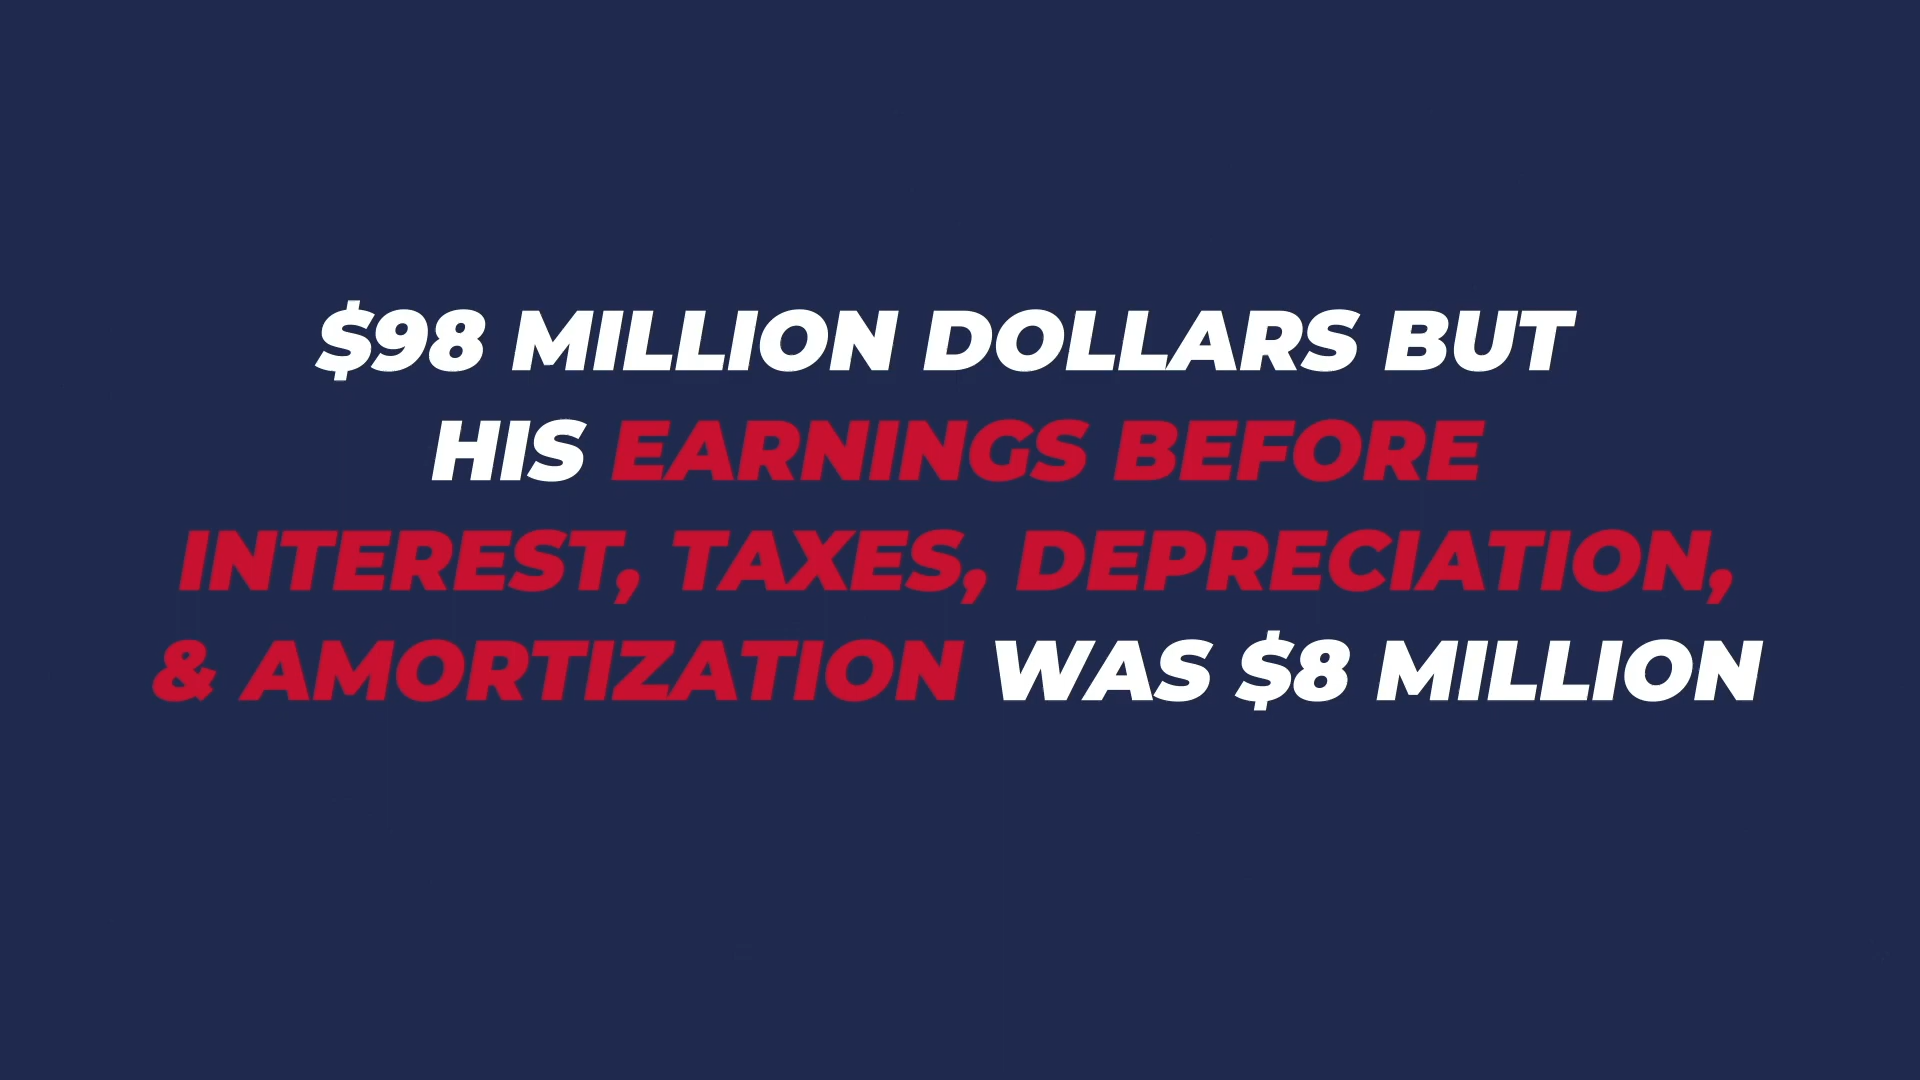 $98 MILLION DOLLARS BUT
HIS EARNINGS BEFORE
INTEREST, TAXES, DEPRECIATION,
& AMORTIZATION WAS $8 MILLION